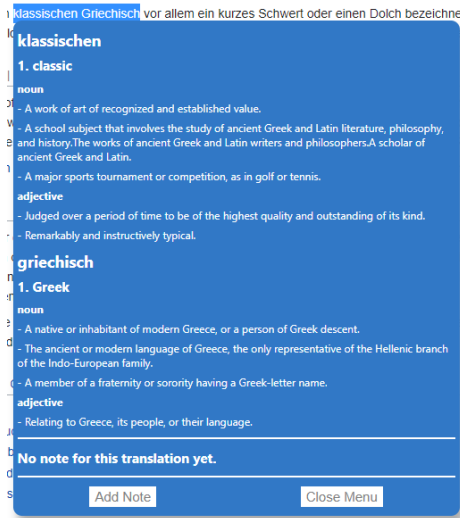 klassischen Griechisch vor allem ein kurzes Schwert oder einen Dolch bezeichne
klassischen
1. classic
noun
- A work of art of recognized and established value.
- A school subject that involves the study of ancient Greek and Latin literature, philosophy,
and history.The works of ancient Greek and Latin writers and philosophers.A scholar of
ancient Greek and Latin.
- A major sports tournament or competition, as in golf or tennis.
adjective
- Judged over a period of time to be of the highest quality and outstanding of its kind.
- Remarkably and instructively typical.
griechisch
1. Greek
noun
- A native or inhabitant of modern Greece, or a person of Greek descent.
- The ancient or modern language of Greece, the only representative of the Hellenic branch
of the Indo-European family.
- A member of a fraternity or sorority having a Greek-letter name.
adjective
- Relating to Greece, its people, or their language.
No note for this translation yet.
Add Note
Close Menu